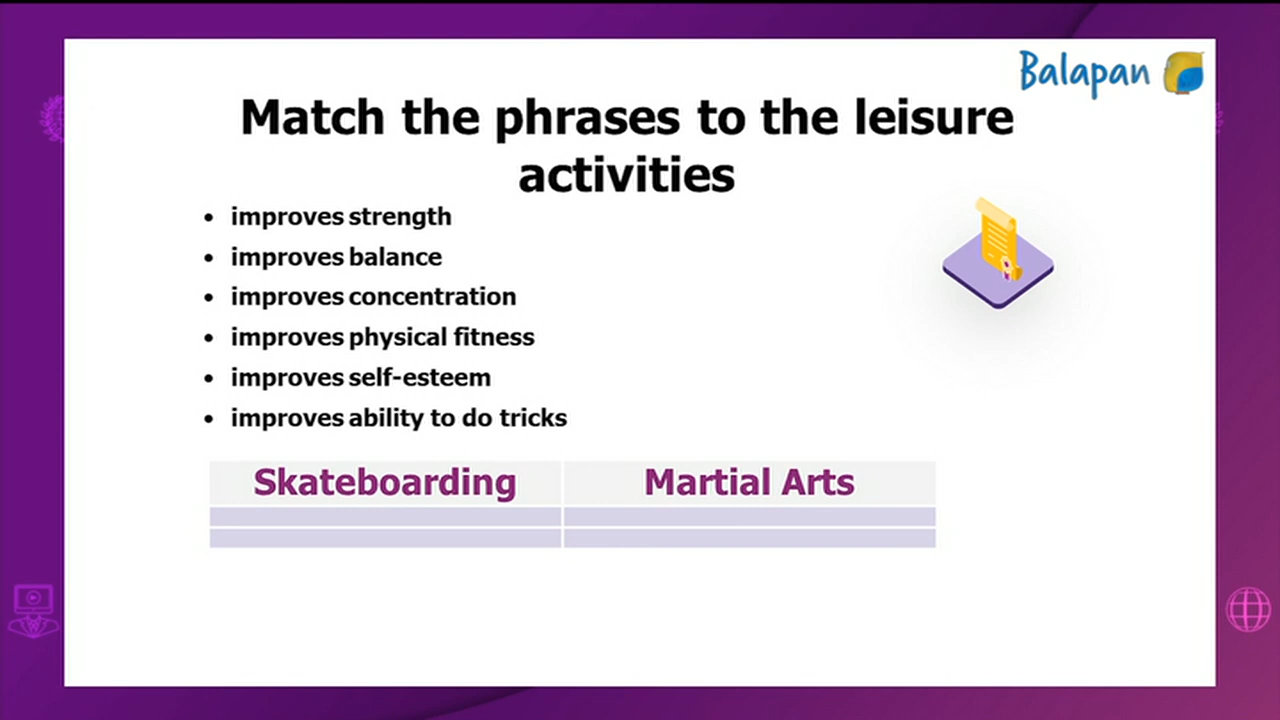 Balapan
Match the phrases to the leisure
activities
• improves strength
• improves balance
• improves concentration
• improves physical fitness
• improves self-esteem
• improves ability to do tricks
Skateboarding Martial Arts